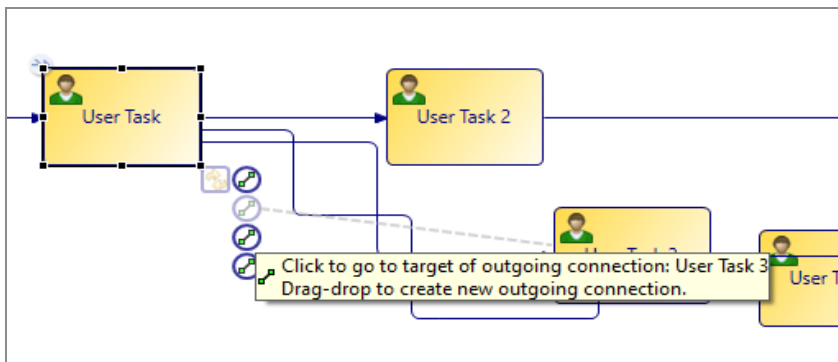 User Task
User Task 2
Click to go to target of outgoing connection: User Task 3
Drag-drop to create new outgoing connection.
User